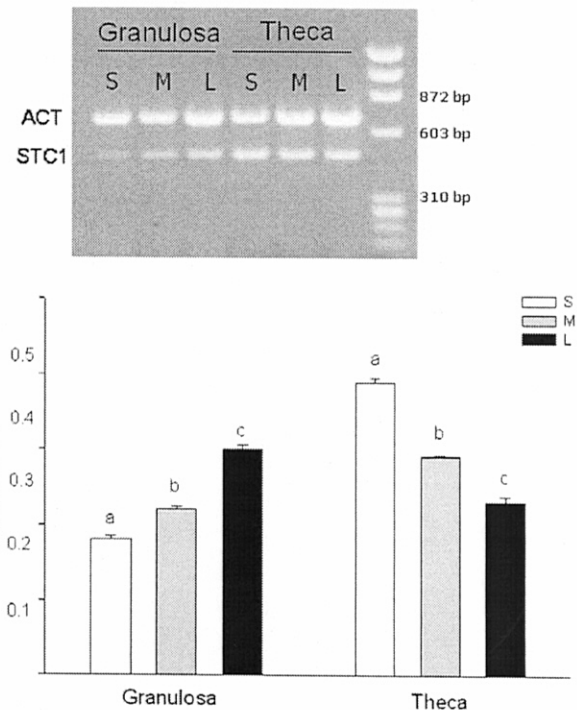 Granulosa Theca
S M L S M L
ACT
STC1
872 bp
603 bp
310 bp
S
M
L
0.5
0.4
0.3
0.2
0.1
a
b
c
a
b
c
Granulosa Theca